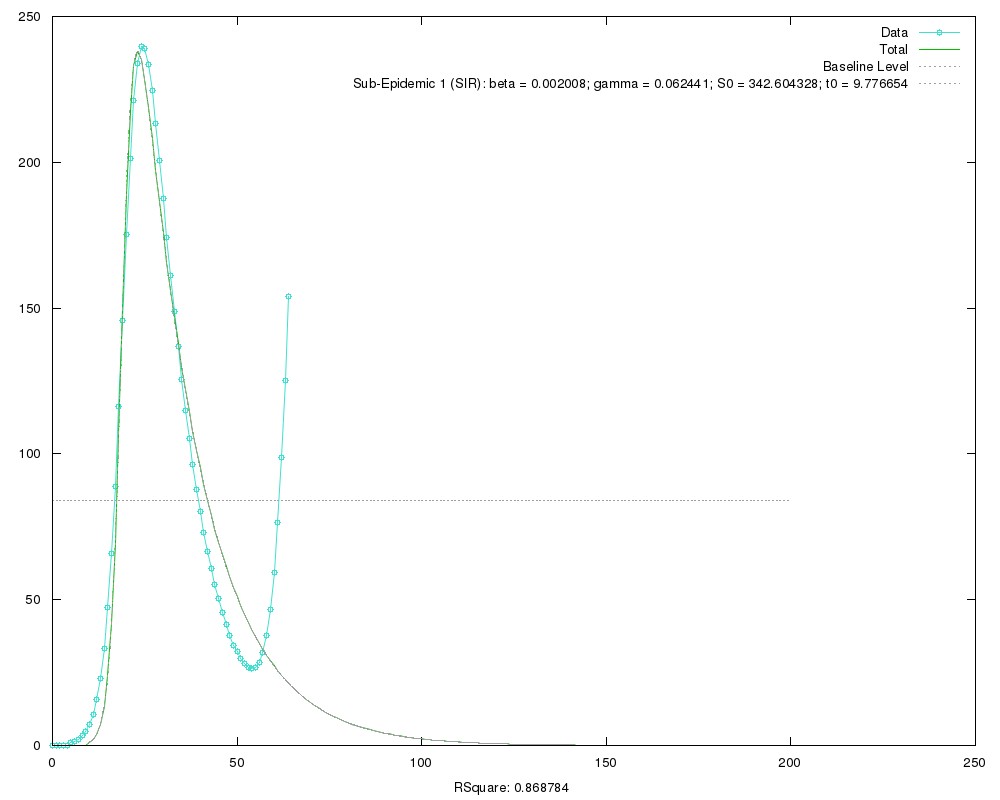 250
200
150
100
50
0
0 50 100 150 200 250
Data
Total
Baseline Level
Sub-Epidemic 1 (SIR): beta = 0.002008; gamma = 0.062441; S0 = 342.604328; t0 = 9.776654
RSquare: 0.868784